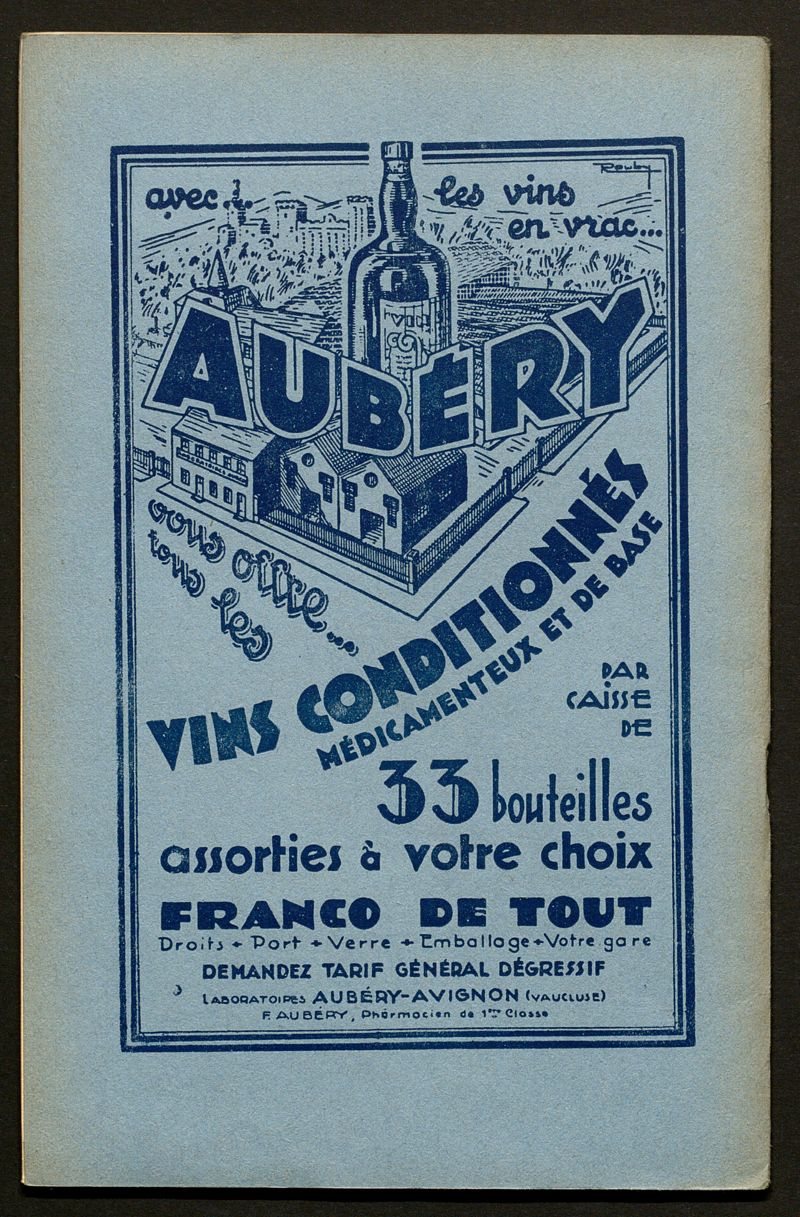 Rouby
avec...
les vins
en vrac...
VIN
AUBÉRY
vous offre...
tous les
VINS CONDITIONNÉS
MÉDICAMENTEUX ET DE BASE
PAR
CAISSE
DE
33 bouteilles
assorties à votre choix
FRANCO DE TOUT
Droits + Port + Verre + Emballage + Votre gare
DEMANDEZ TARIF GÉNÉRAL DÉGRESSIF
LABORATOIRES AUBÉRY-AVIGNON (VAUCLUSE)
F. AUBÉRY, Pharmacien de 1ère Classe